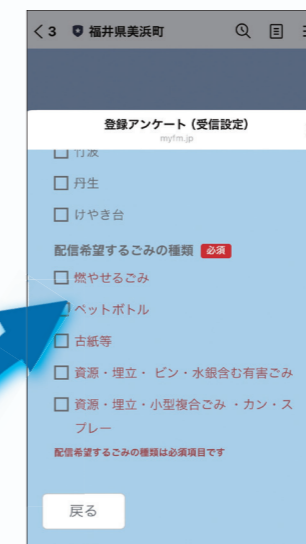 3 福井県美浜町
登録アンケート（受信設定）
myfm.jp
竹波
丹生
けやき台
配信希望するごみの種類 必須
燃やせるごみ
ペットボトル
古紙等
資源・埋立・ ビン・水銀含む有害ごみ
資源・埋立・小型複合ごみ ・カン・ス
プレー
配信希望するごみの種類は必須項目です
戻る